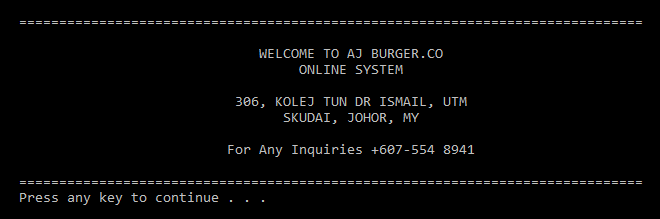 ==============================================================================
WELCOME TO AJ BURGER.CO
ONLINE SYSTEM
306, KOLEJ TUN DR ISMAIL, UTM
SKUDAI, JOHOR, MY
For Any Inquiries +607-554 8941
==============================================================================
Press any key to continue . . .